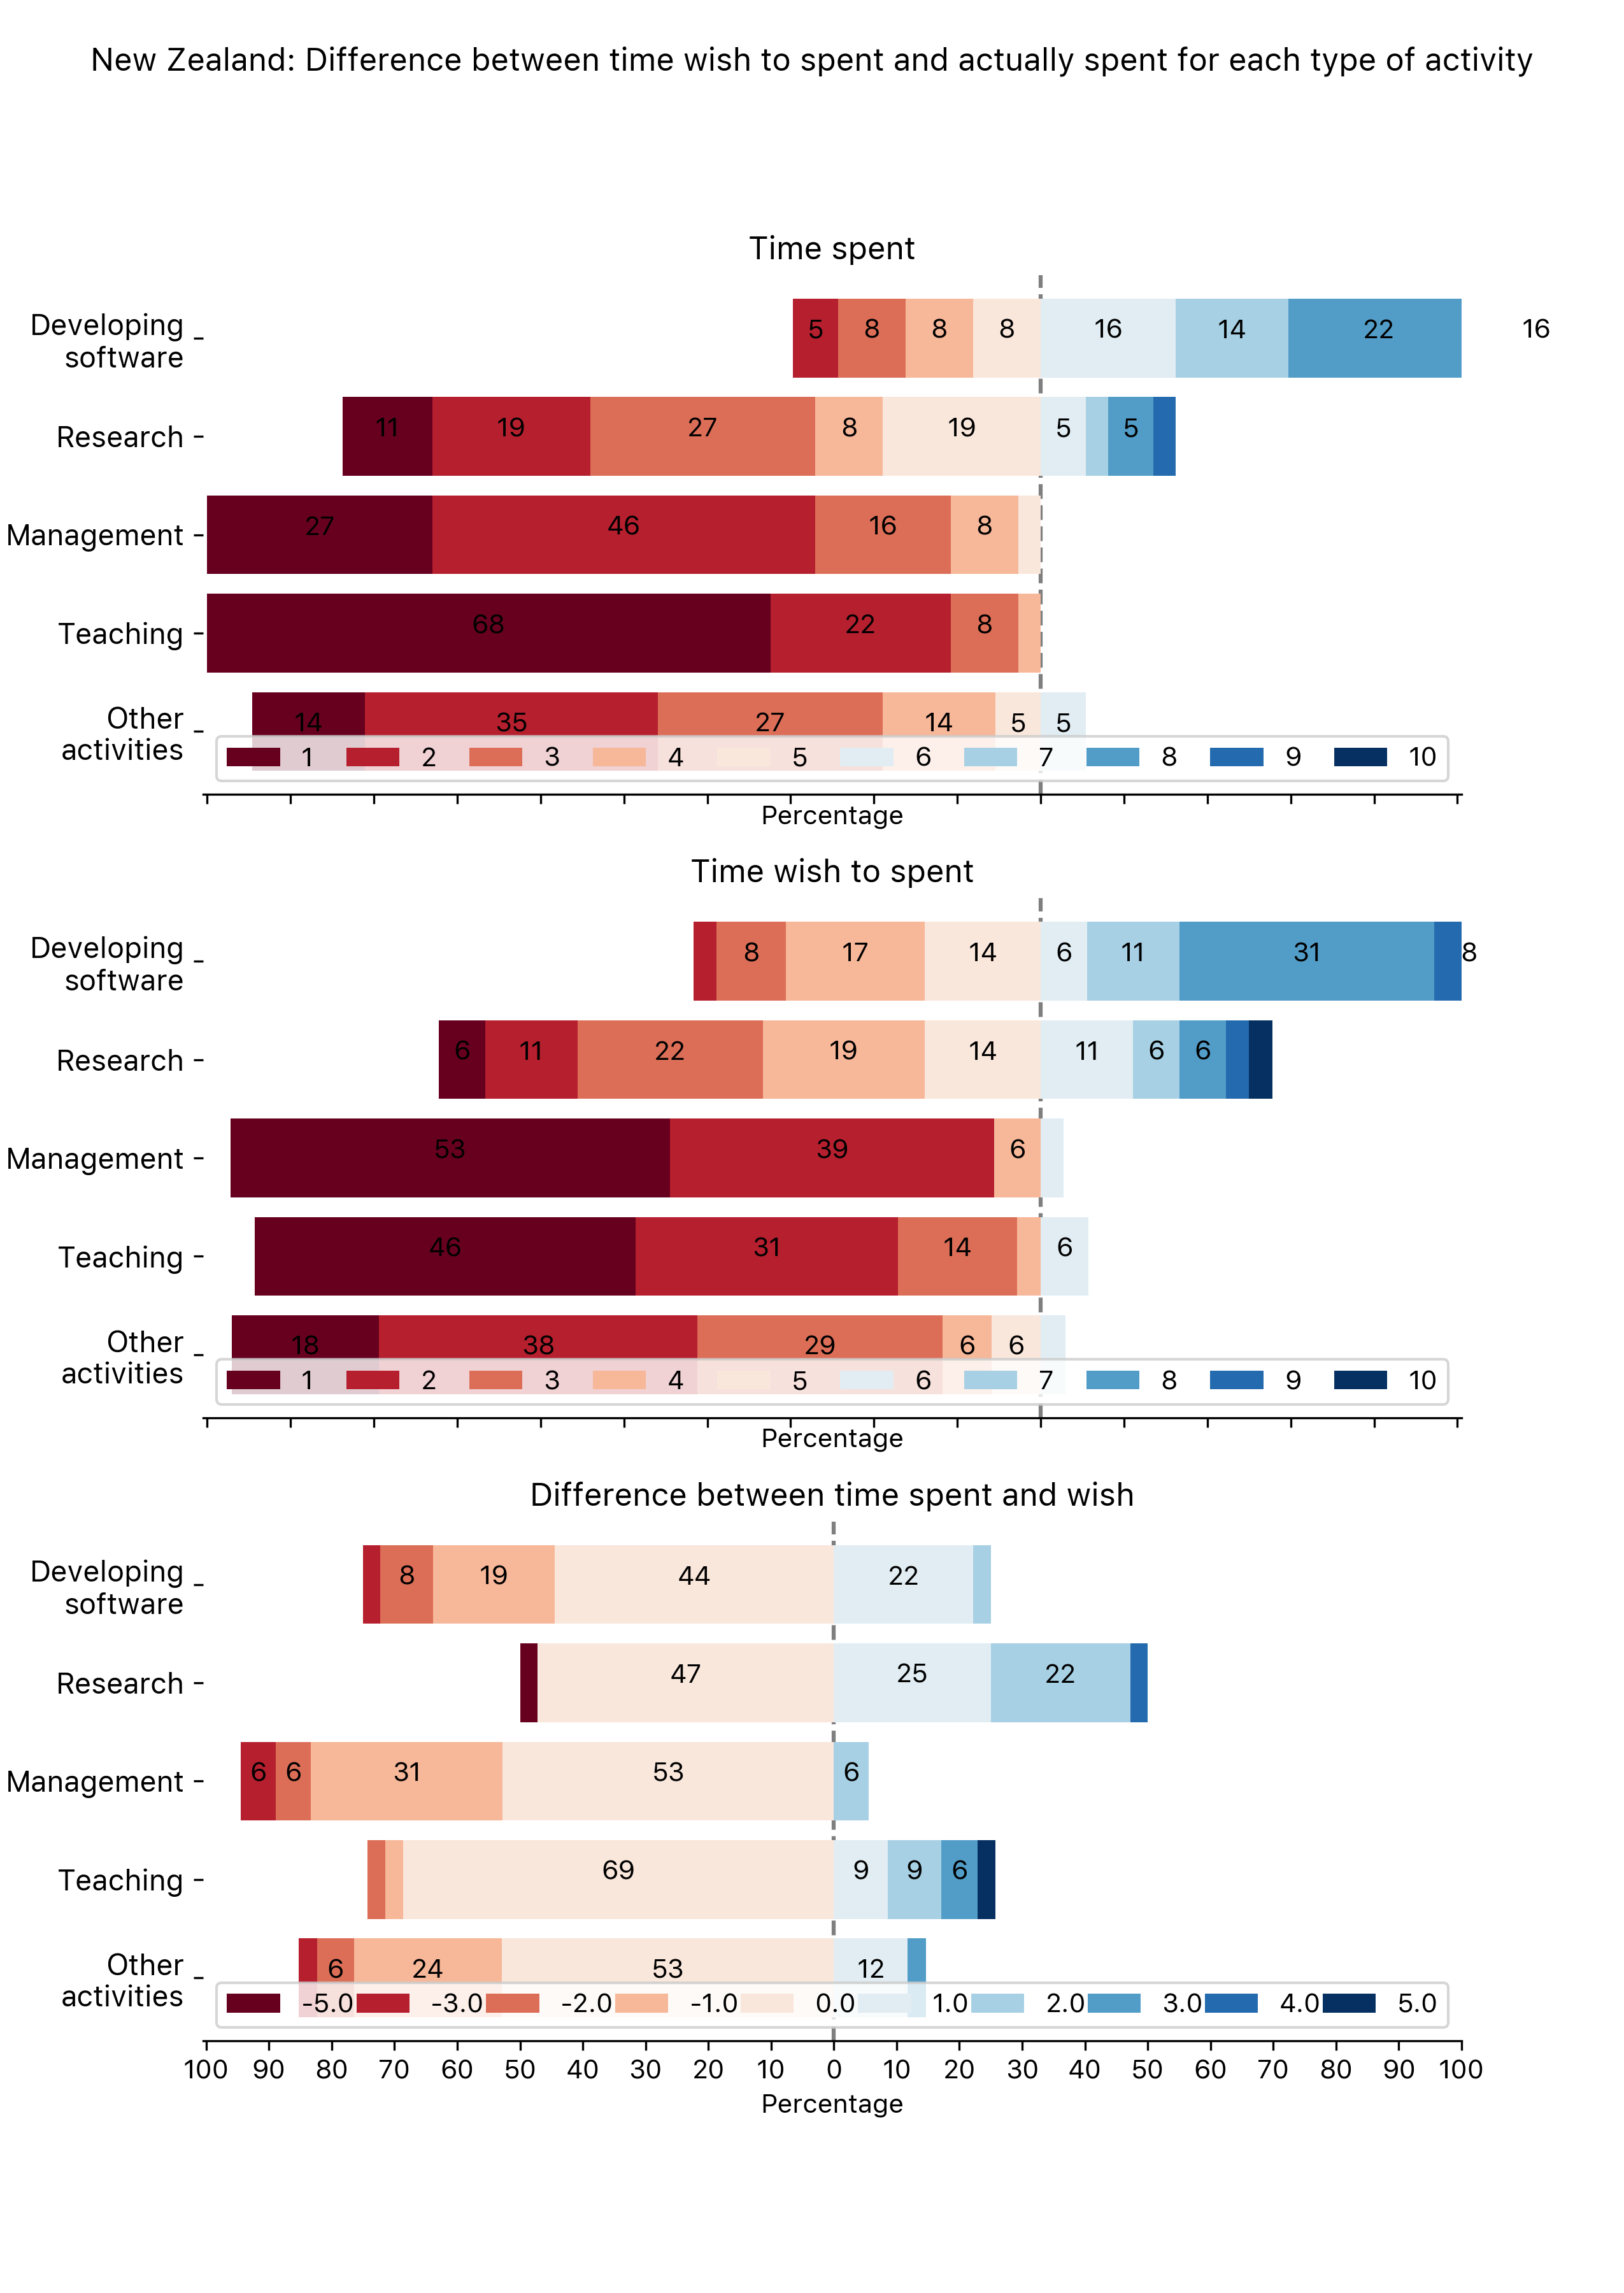 New Zealand: Difference between time wish to spent and actually spent for each type of activity
Time spent
Developing
software
5 8 8 8 16 14 22 16
Research
11 19 27 8 19 5 5
Management
27 46 16 8
Teaching
68 22 8
Other
activities
14 35 27 14 5 5
1 2 3 4 5 6 7 8 9 10
Percentage
Time wish to spent
Developing
software
8 17 14 6 11 31 8
Research
6 11 22 19 14 11 6 6
Management
53 39 6
Teaching
46 31 14 6
Other
activities
18 38 29 6 6
1 2 3 4 5 6 7 8 9 10
Percentage
Difference between time spent and wish
Developing
software
8 19 44 22
Research
47 25 22
Management
6 6 31 53 6
Teaching
69 9 9 6
Other
activities
6 24 53 12
-5.0 -3.0 -2.0 -1.0 0.0 1.0 2.0 3.0 4.0 5.0
100 90 80 70 60 50 40 30 20 10 0 10 20 30 40 50 60 70 80 90 100
Percentage